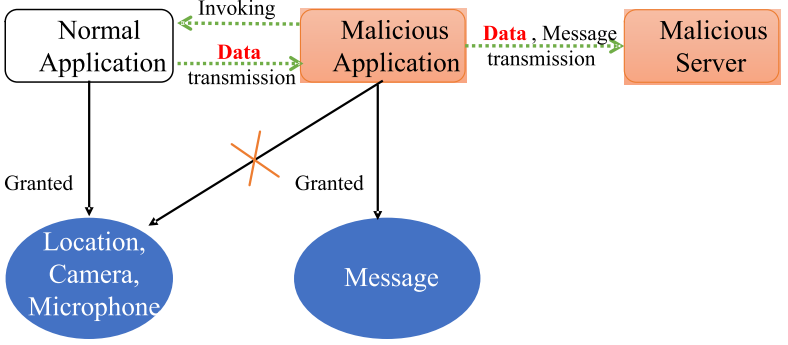 Invoking
Normal
Application
Data
transmission
Malicious
Application
Data , Message
transmission
Malicious
Server
Granted
Granted
Location,
Camera,
Microphone
Message